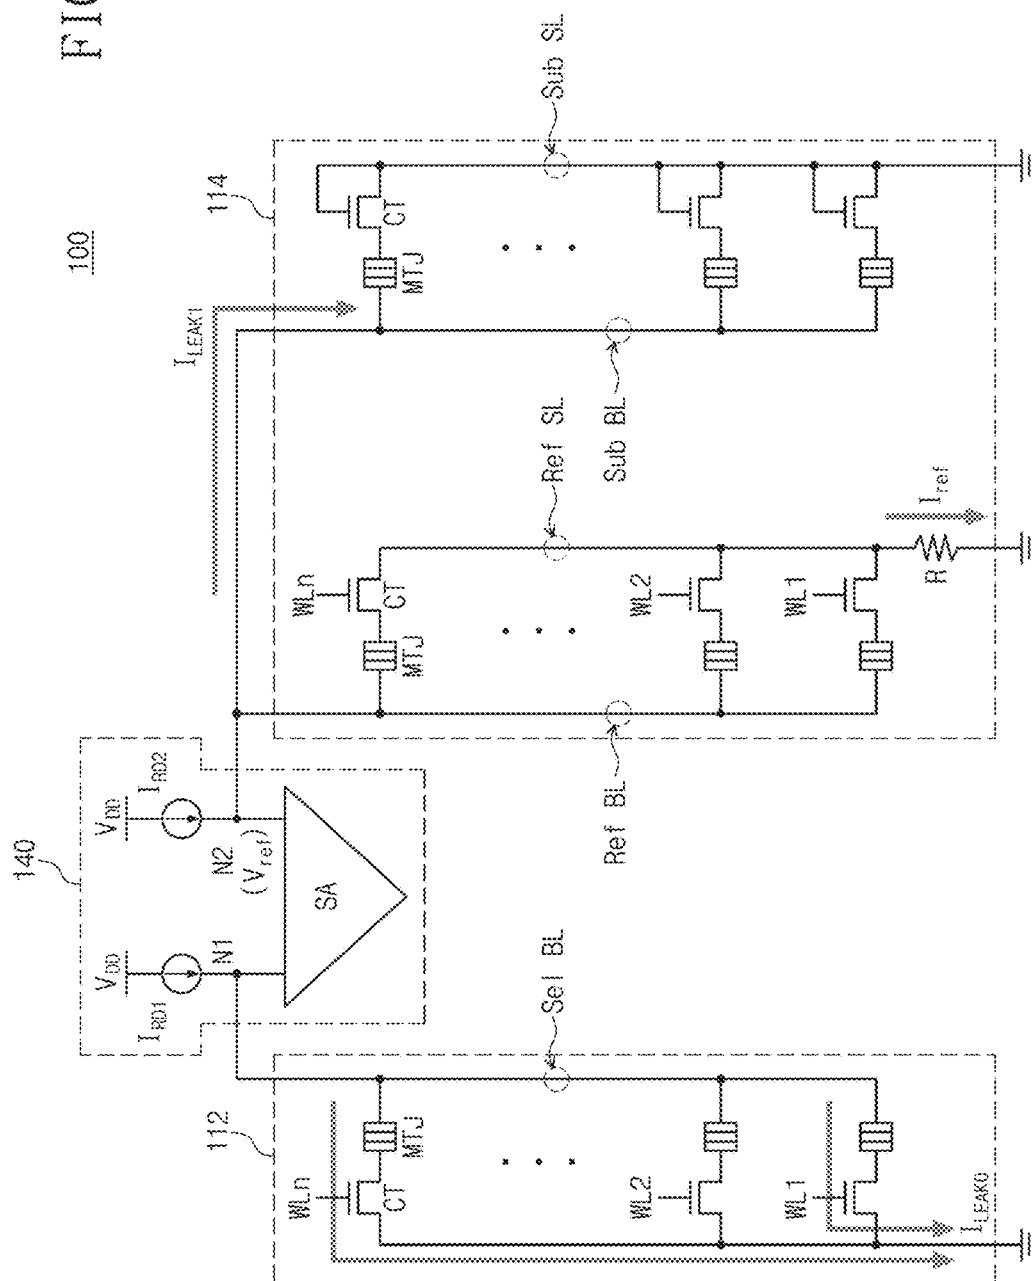 FIG
100
140
V_DD
V_DD
I_RD1
I_RD2
N1
N2
(V_ref)
SA
112
114
I_LEAK1
WLn
CT
MTJ
Sel BL
WL2
WL1
I_LEAK0
WLn
CT
MTJ
Ref BL
Ref SL
WL2
WL1
R
I_ref
CT
MTJ
Sub BL
Sub SL